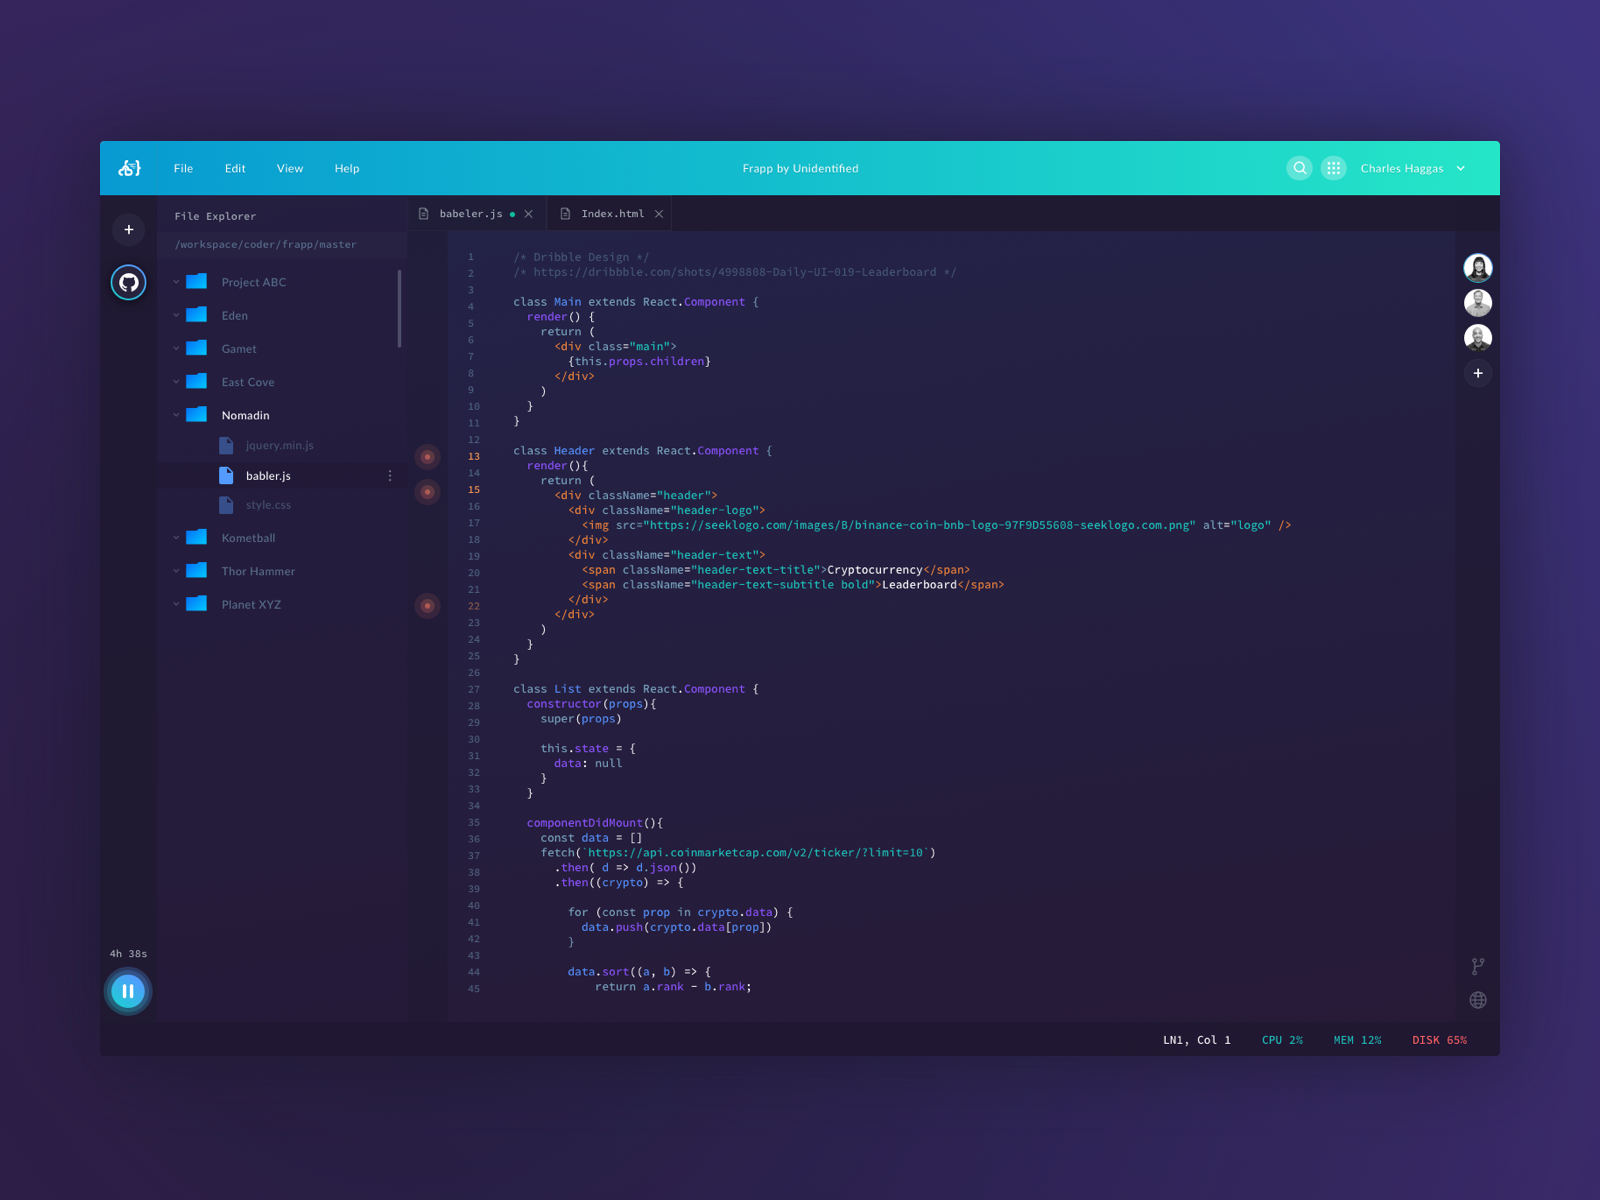 File Edit View Help
Frapp by Unidentified
Charles Haggas
File Explorer
/workspace/coder/frapp/master
Project ABC
Eden
Gamet
East Cove
Nomadin
jquery.min.js
babler.js
style.css
Kometball
Thor Hammer
Planet XYZ
4h 38s
babeler.js
Index.html
1
2
3
4
5
6
7
8
9
10
11
12
13
14
15
16
17
18
19
20
21
22
23
24
25
26
27
28
29
30
31
32
33
34
35
36
37
38
39
40
41
42
43
44
45
/* Dribble Design */
/* https://dribbble.com/shots/4998808-Daily-UI-019-Leaderboard */
class Main extends React.Component {
render() {
return (
<div class="main">
{this.props.children}
</div>
)
}
}
class Header extends React.Component {
render(){
return (
<div className="header">
<div className="header-logo">
<img src="https://seeklogo.com/images/B/binance-coin-bnb-logo-97F9D55608-seeklogo.com.png" alt="logo" />
</div>
<div className="header-text">
<span className="header-text-title">Cryptocurrency</span>
<span className="header-text-subtitle bold">Leaderboard</span>
</div>
</div>
)
}
}
class List extends React.Component {
constructor(props){
super(props)
this.state = {
data: null
}
}
componentDidMount(){
const data = []
fetch(`https://api.coinmarketcap.com/v2/ticker/?limit=10`)
.then( d => d.json())
.then((crypto) => {
for (const prop in crypto.data) {
data.push(crypto.data[prop])
}
data.sort((a, b) => {
return a.rank - b.rank;
LN1, Col 1
CPU 2%
MEM 12%
DISK 65%